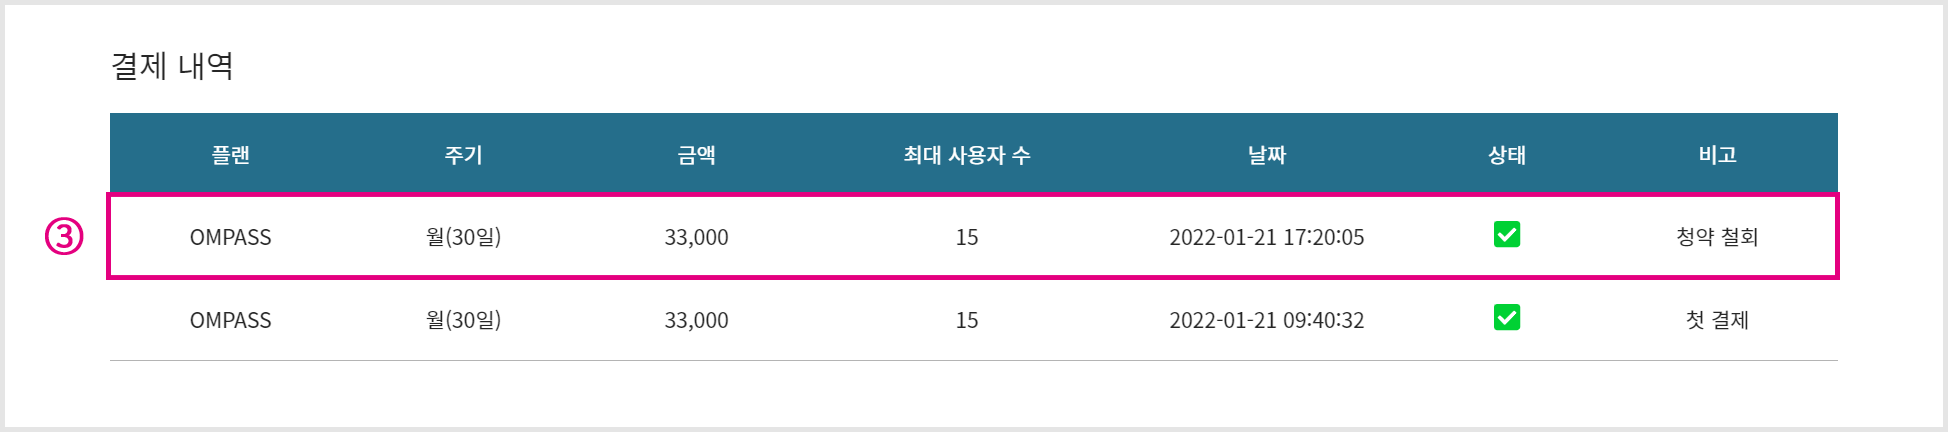 결제 내역
플랜 주기 금액 최대 사용자 수 날짜 상태 비고
③ OMPASS 월(30일) 33,000 15 2022-01-21 17:20:05 청약 철회
OMPASS 월(30일) 33,000 15 2022-01-21 09:40:32 첫 결제